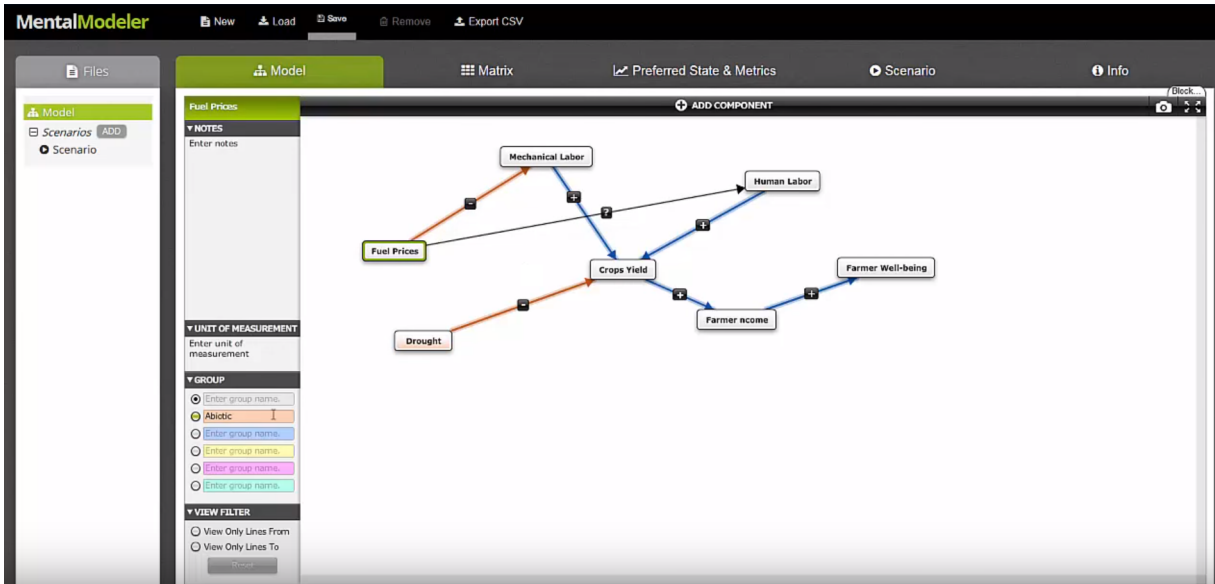 MentalModeler
New
Load
Save
Remove
Export CSV
Files
Model
Matrix
Preferred State & Metrics
Scenario
Info
Block...
Model
Scenarios
ADD
Scenario
Fuel Prices
ADD COMPONENT
NOTES
Enter notes
Mechanical Labor
Human Labor
-
+
?
+
Fuel Prices
Crops Yield
Farmer Well-being
-
+
+
Farmer ncome
Drought
UNIT OF MEASUREMENT
Enter unit of
measurement
GROUP
Enter group name.
Abiotic
Enter group name.
Enter group name.
Enter group name.
Enter group name.
VIEW FILTER
View Only Lines From
View Only Lines To
Reset